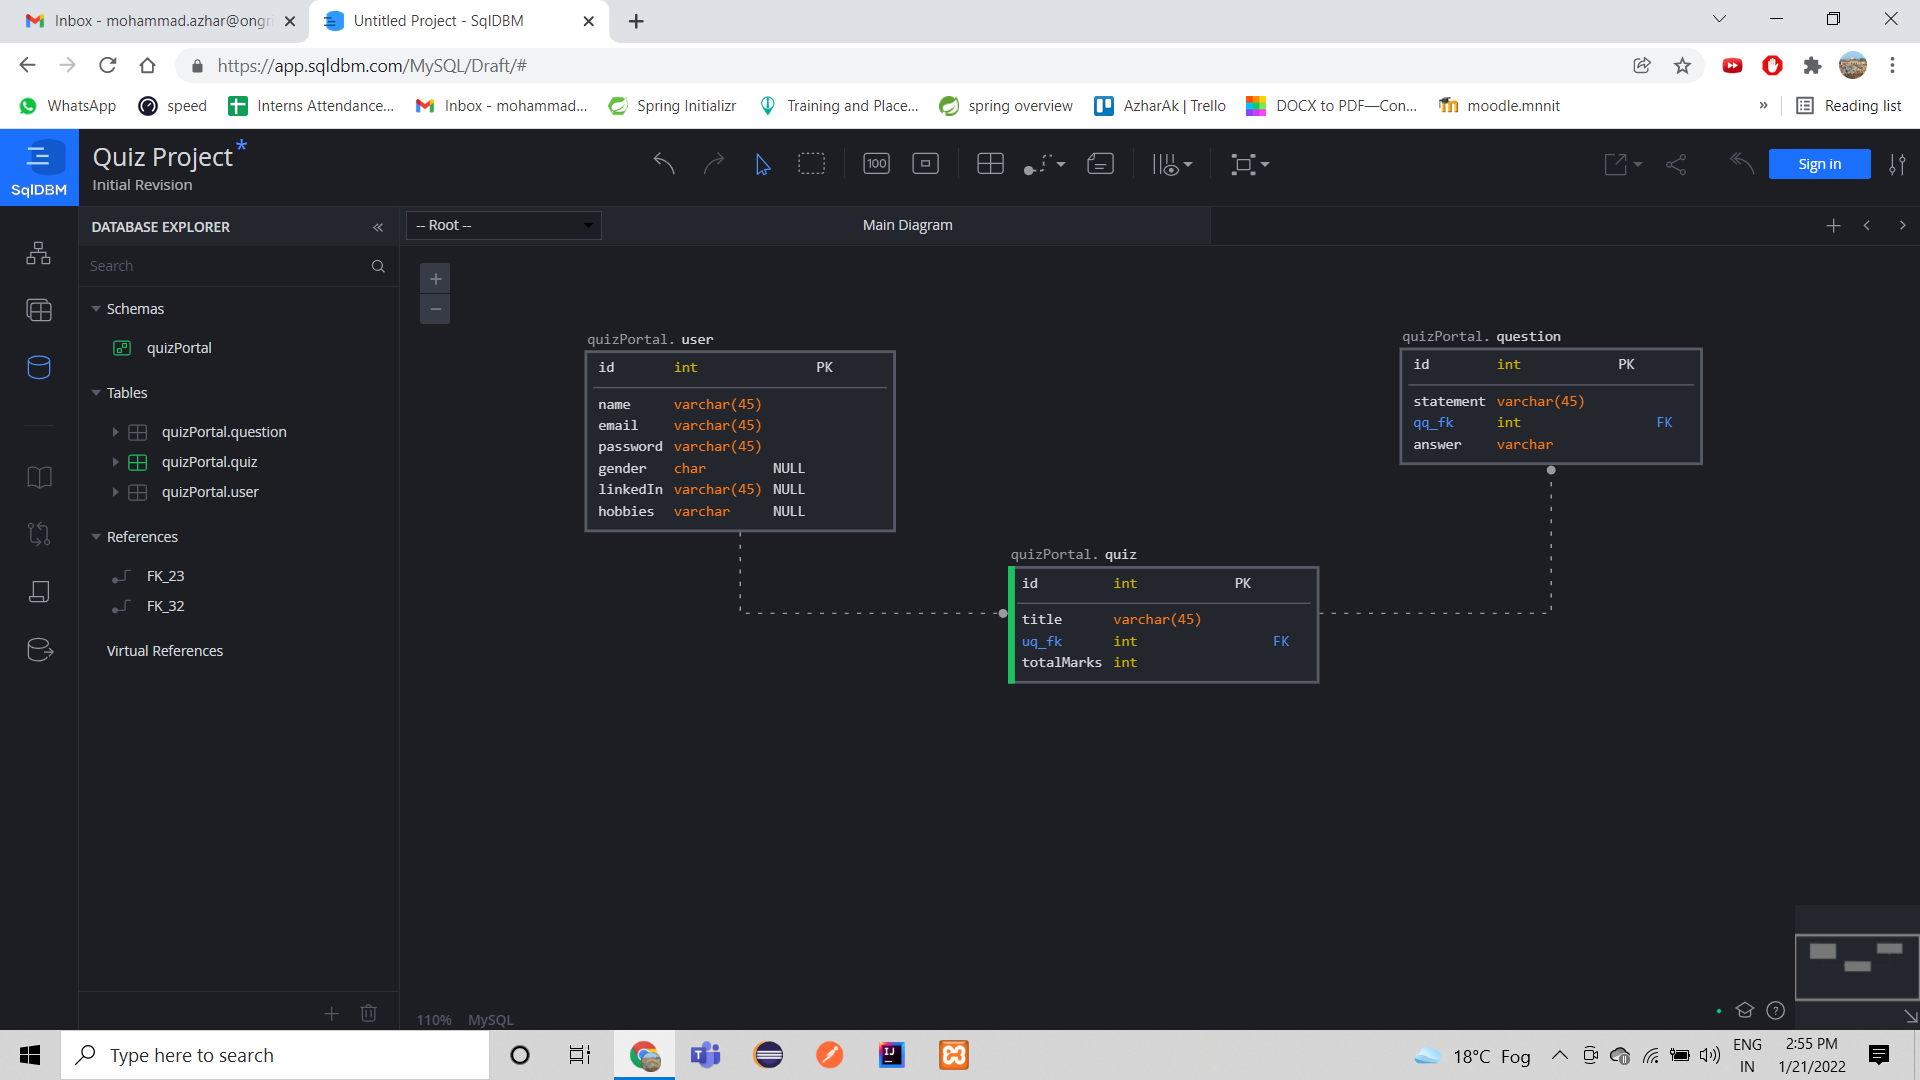 Inbox - mohammad.azhar@ongri
Untitled Project - SqlDBM
https://app.sqldbm.com/MySQL/Draft/#
WhatsApp
speed
Interns Attendance...
Inbox - mohammad...
Spring Initializr
Training and Place...
spring overview
AzharAk | Trello
DOCX to PDF—Con...
moodle.mnnit
»
Reading list
SqlDBM
Quiz Project*
Initial Revision
100
Sign in
DATABASE EXPLORER
-- Root --
Main Diagram
Search
Schemas
quizPortal
Tables
quizPortal.question
quizPortal.quiz
quizPortal.user
References
FK_23
FK_32
Virtual References
quizPortal. user
id int PK
name varchar(45)
email varchar(45)
password varchar(45)
gender char NULL
linkedIn varchar(45) NULL
hobbies varchar NULL
quizPortal. question
id int PK
statement varchar(45)
qq_fk int FK
answer varchar
quizPortal. quiz
id int PK
title varchar(45)
uq_fk int FK
totalMarks int
110% MySQL
Type here to search
18°C Fog
ENG
IN
2:55 PM
1/21/2022